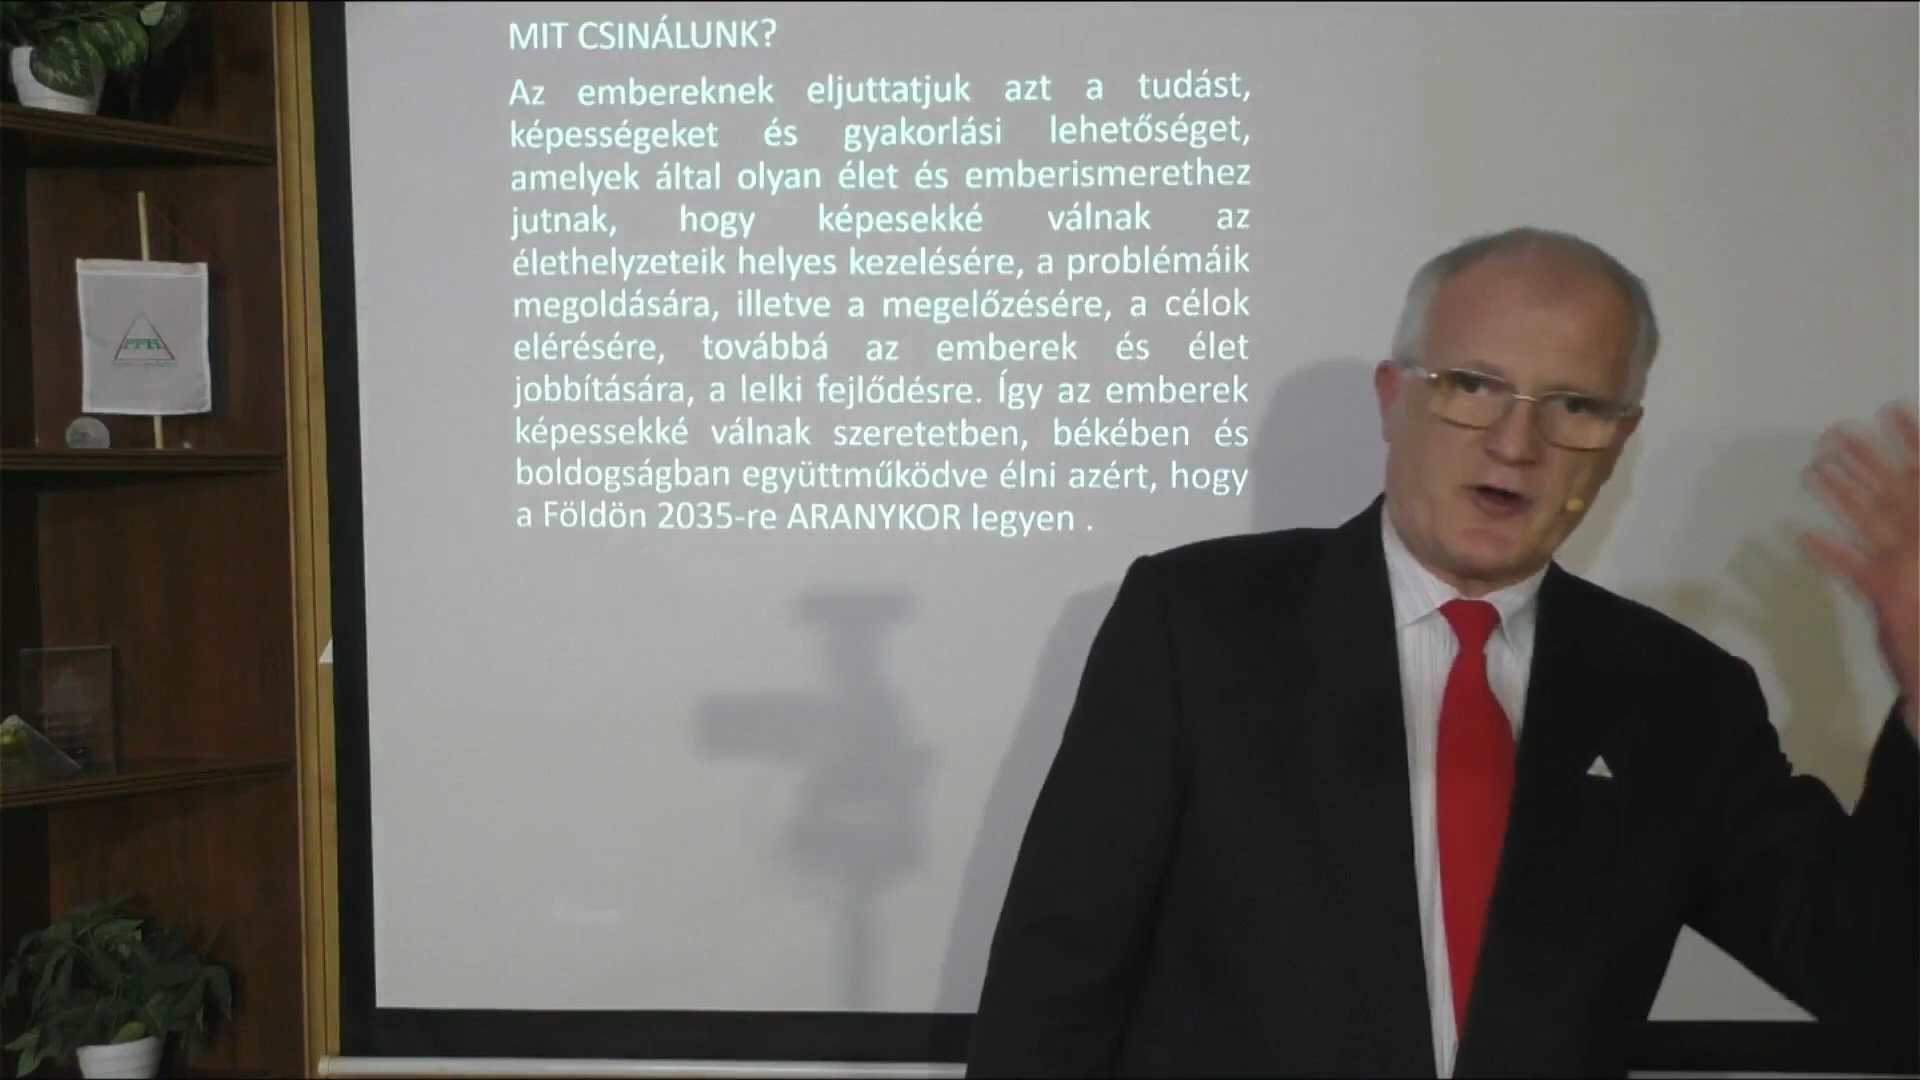 MIT CSINÁLUNK?
Az embereknek eljuttatjuk azt a tudást,
képességeket és gyakorlási lehetőséget,
amelyek által olyan élet és emberismerethez
jutnak, hogy képesekké válnak az
élethelyzeteik helyes kezelésére, a problémáik
megoldására, illetve a megelőzésére, a célok
elérésére, továbbá az emberek és élet
jobbítására, a lelki fejlődésre. Így az emberek
képessekké válnak szeretetben, békében és
boldogságban együttműködve élni azért, hogy
a Földön 2035-re ARANYKOR legyen .